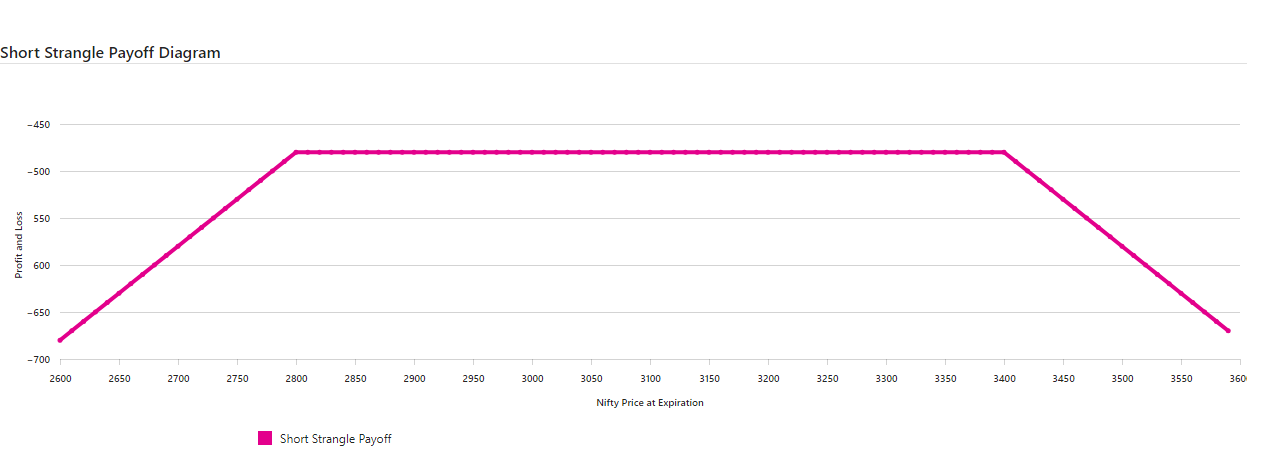 Short Strangle Payoff Diagram
−450
−500
550
600
−650
−700
Profit and Loss
2600 2650 2700 2750 2800 2850 2900 2950 3000 3050 3100 3150 3200 3250 3300 3350 3400 3450 3500 3550 360
Nifty Price at Expiration
Short Strangle Payoff